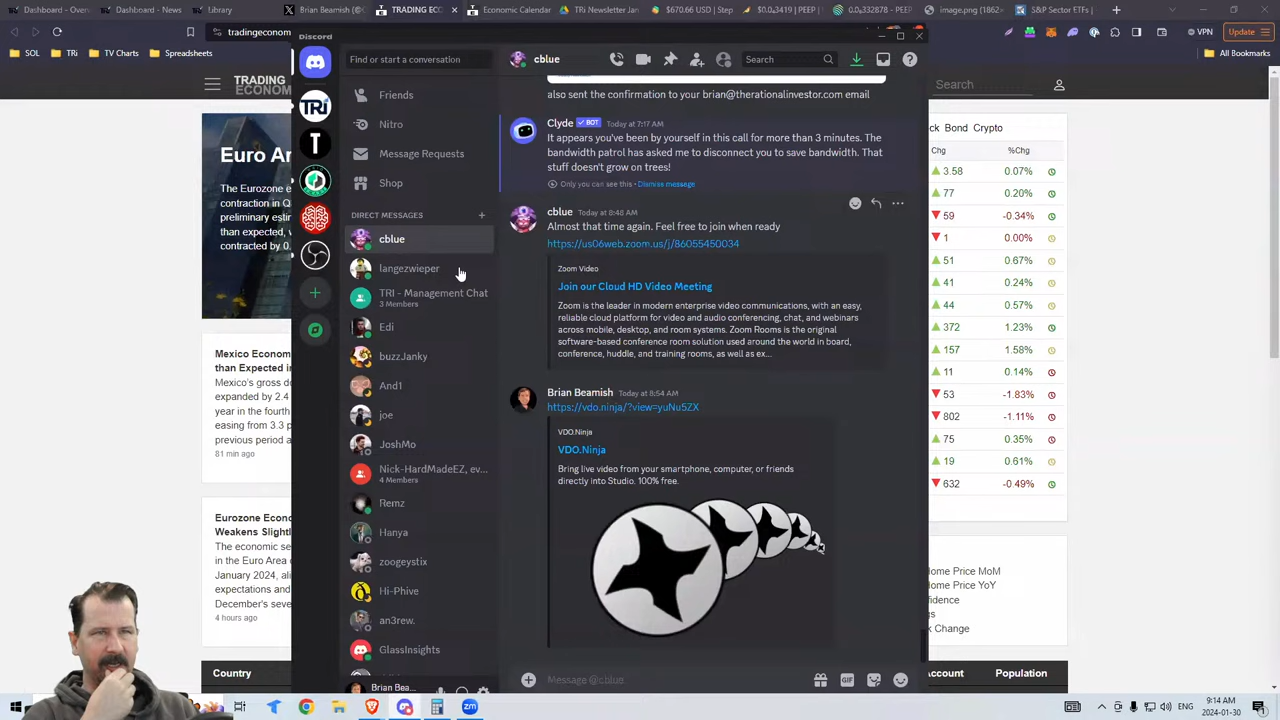 Dashboard - Overv
Dashboard - News
Library
Brian Beamish (@c
TRADING ECO
Economic Calendar
TRi Newsletter Jan
$670.66 USD | Stor
$0.0₃3419 | PEEP
0.0₃332878 - PEEP
image.png (1862
S&P Sector ETFs |
tradingeconom
VPN
Update
SOL
TRi
TV Charts
Spreadsheets
All Bookmarks
TRADING
ECONOM
Search
Euro Ar
The Eurozone e
contraction in Q
preliminary estim
than expected, w
contracted by 0.
Mexico Econom
than Expected i
Mexico's gross d
expanded by 2.4
year in the fourth
easing from 3.3 p
previous period a
81 min ago
Eurozone Econo
Weakens Slightl
The economic se
in the Euro Area
January 2024, ali
expectations and
December's seve
4 hours ago
Country
Discord
Find or start a conversation
Friends
Nitro
Message Requests
Shop
DIRECT MESSAGES
cblue
langezwieper
TRI - Management Chat
3 Members
Edi
buzzJanky
And1
joe
JoshMo
Nick-HardMadeEZ, ev...
4 Members
Remz
Hanya
zoogeystix
Hi-Phive
an3rew.
GlassInsights
Brian Bea...
cblue
Search
also sent the confirmation to your brian@therationalinvestor.com email
Clyde BOT Today at 7:17 AM
It appears you've been by yourself in this call for more than 3 minutes. The
bandwidth patrol has asked me to disconnect you to save bandwidth. That
stuff doesn't grow on trees!
Only you can see this • Dismiss message
cblue Today at 8:48 AM
Almost that time again. Feel free to join when ready
https://us06web.zoom.us/j/86055450034
Zoom Video
Join our Cloud HD Video Meeting
Zoom is the leader in modern enterprise video communications, with an easy,
reliable cloud platform for video and audio conferencing, chat, and webinars
across mobile, desktop, and room systems. Zoom Rooms is the original
software-based conference room solution used around the world in board,
conference, huddle, and training rooms, as well as ex...
Brian Beamish Today at 8:54 AM
https://vdo.ninja/?view=yuNu5ZX
VDO.Ninja
VDO.Ninja
Bring live video from your smartphone, computer, or friends
directly into Studio. 100% free.
Message @cblue
GIF
ck Bond Crypto
Chg %Chg
3.58 0.07%
77 0.20%
59 -0.34%
1 0.00%
51 0.67%
41 0.24%
44 0.57%
372 1.23%
157 1.58%
11 0.14%
53 -1.83%
802 -1.11%
75 0.35%
19 0.61%
632 -0.49%
Home Price MoM
Home Price YoY
fidence
gs
k Change
ccount
Population
zm
9:14 AM
2024-01-30